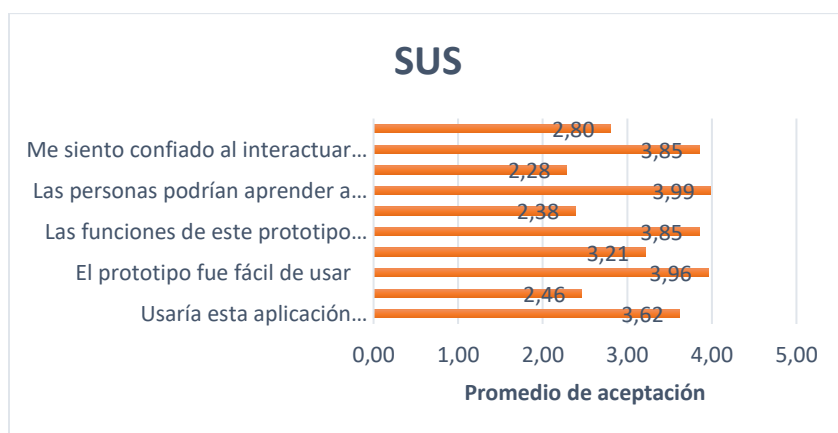 SUS
2,80
Me siento confiado al interactuar...
3,85
2,28
Las personas podrían aprender a...
3,99
2,38
Las funciones de este prototipo...
3,85
3,21
El prototipo fue fácil de usar
3,96
2,46
Usaría esta aplicación...
3,62
0,00 1,00 2,00 3,00 4,00 5,00
Promedio de aceptación